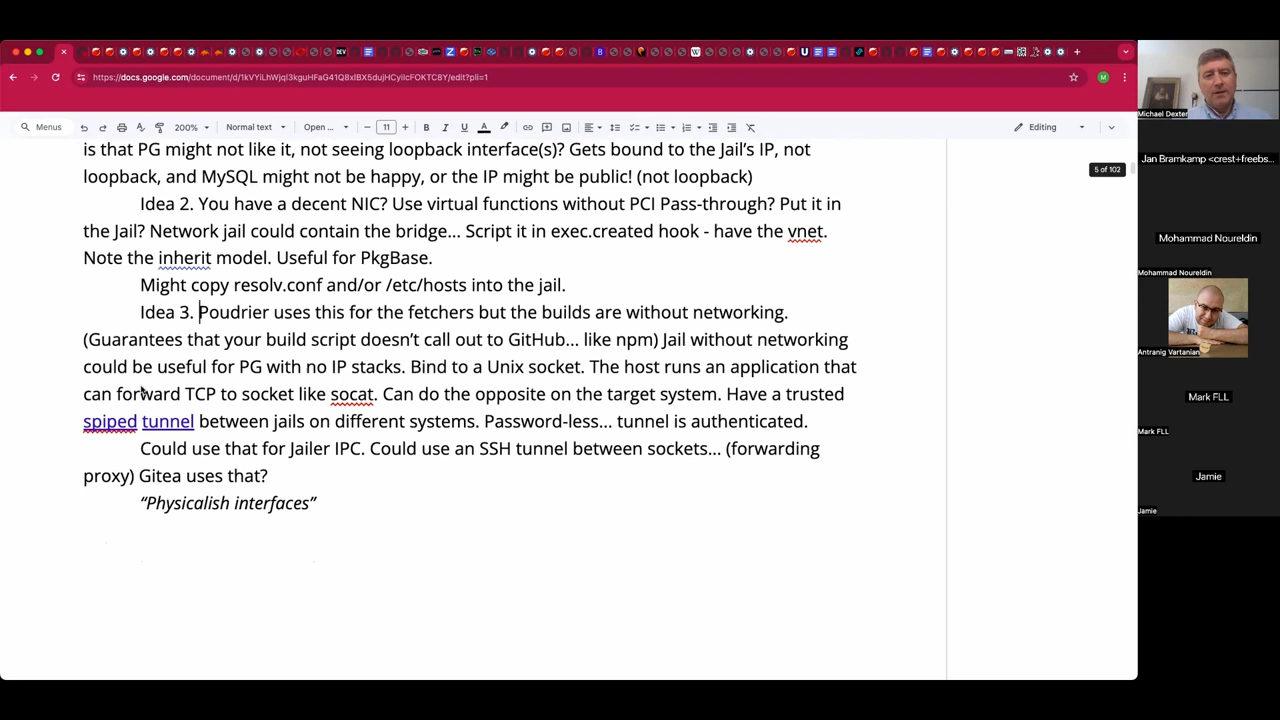 https://docs.google.com/document/d/1kVYiLhWjqI3kguHFaG41Q8xlBX5dujHCyiIcFOKTC8Y/edit?pli=1
Menus
200%
Normal text
Open ...
11
Editing
5 of 102
is that PG might not like it, not seeing loopback interface(s)? Gets bound to the Jail’s IP, not
loopback, and MySQL might not be happy, or the IP might be public! (not loopback)
Idea 2. You have a decent NIC? Use virtual functions without PCI Pass-through? Put it in
the Jail? Network jail could contain the bridge... Script it in exec.created hook - have the vnet.
Note the inherit model. Useful for PkgBase.
Might copy resolv.conf and/or /etc/hosts into the jail.
Idea 3. Poudrier uses this for the fetchers but the builds are without networking.
(Guarantees that your build script doesn’t call out to GitHub... like npm) Jail without networking
could be useful for PG with no IP stacks. Bind to a Unix socket. The host runs an application that
can forward TCP to socket like socat. Can do the opposite on the target system. Have a trusted
spiped tunnel between jails on different systems. Password-less... tunnel is authenticated.
Could use that for Jailer IPC. Could use an SSH tunnel between sockets... (forwarding
proxy) Gitea uses that?
“Physicalish interfaces”
Michael Dexter
Jan Bramkamp <crest+freebs...
Mohammad Noureldin
Mohammad Noureldin
Antranig Vartanian
Mark FLL
Mark FLL
Jamie
Jamie